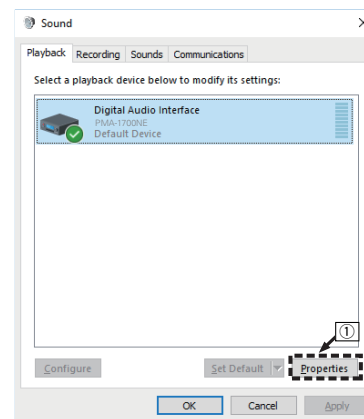 Sound
Playback Recording Sounds Communications
Select a playback device below to modify its settings:
Digital Audio Interface
PMA-1700NE
Default Device
①
Configure Set Default Properties
OK Cancel Apply